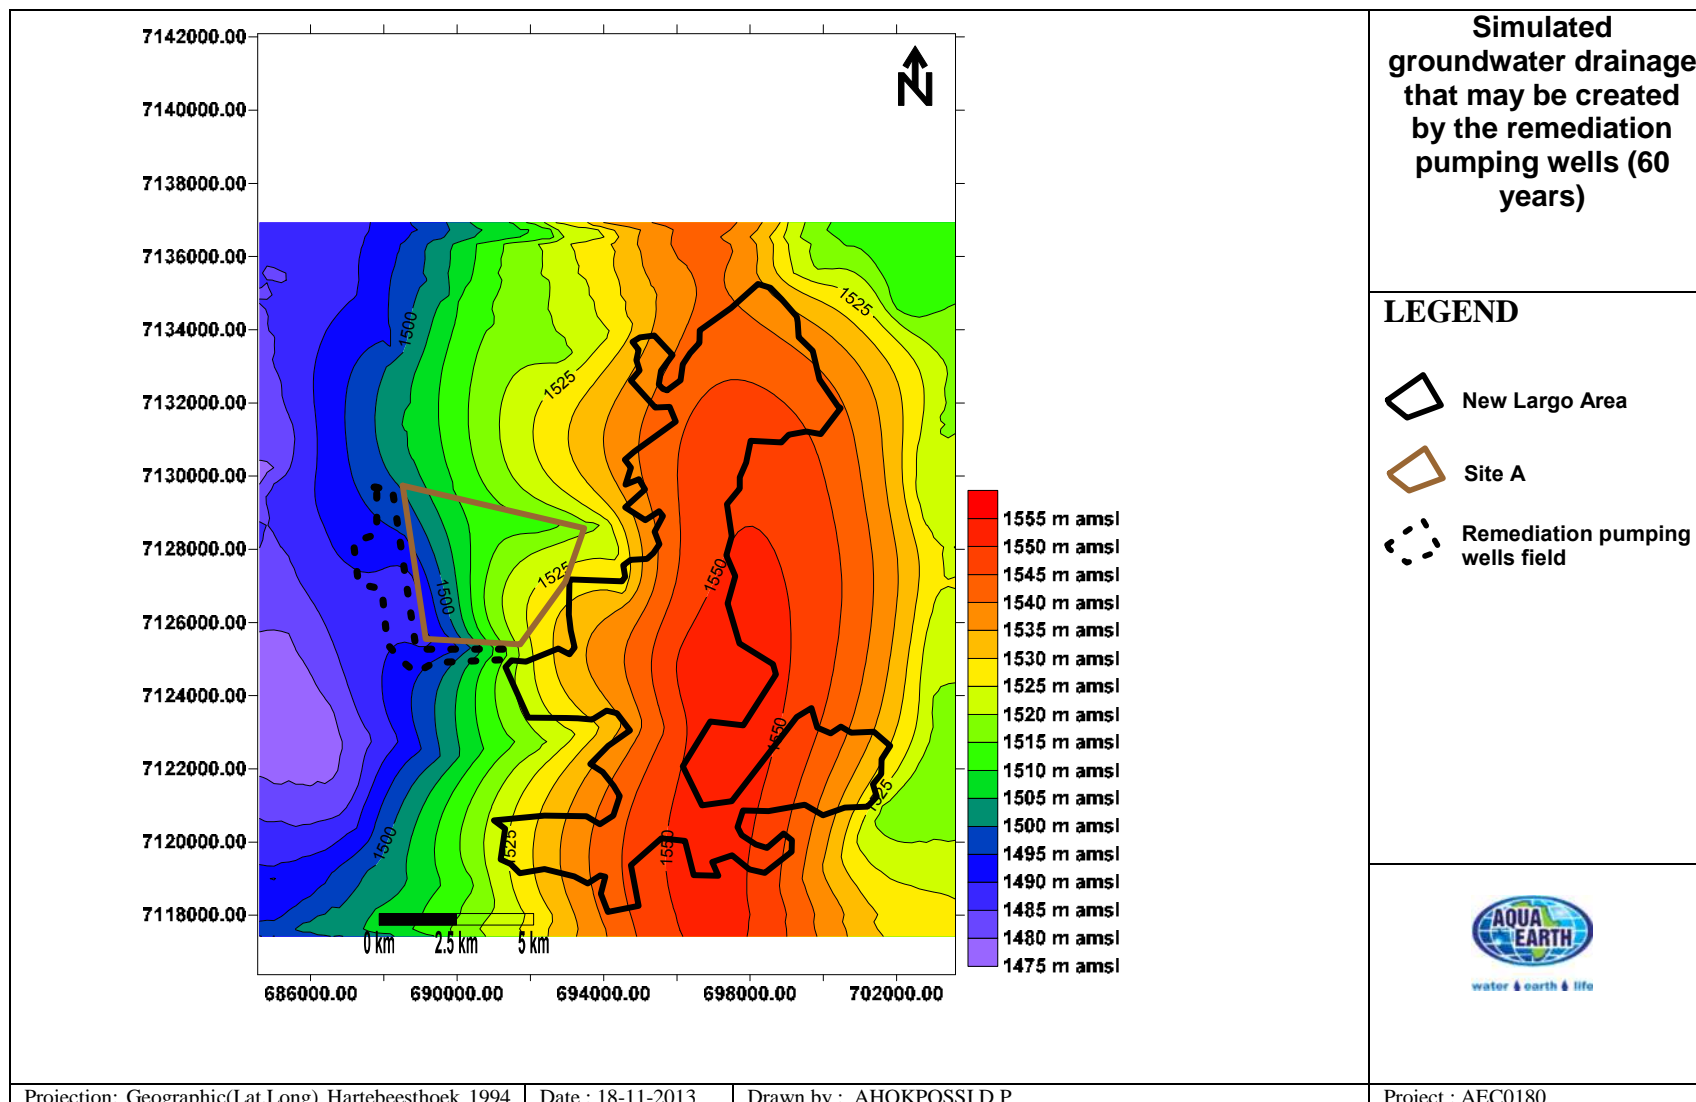 Simulated
groundwater drainage
that may be created
by the remediation
pumping wells (60
years)
LEGEND
New Largo Area
Site A
Remediation pumping
wells field
7142000.00
7140000.00
7138000.00
7136000.00
7134000.00
7132000.00
7130000.00
7128000.00
7126000.00
7124000.00
7122000.00
7120000.00
7118000.00
686000.00 690000.00 694000.00 698000.00 702000.00
N
1500
1525
1525
1525
1500
1550
1550
1525
1500
1525
1550
0 km 2.5 km 5 km
1555 m amsl
1550 m amsl
1545 m amsl
1540 m amsl
1535 m amsl
1530 m amsl
1525 m amsl
1520 m amsl
1515 m amsl
1510 m amsl
1505 m amsl
1500 m amsl
1495 m amsl
1490 m amsl
1485 m amsl
1480 m amsl
1475 m amsl
AQUA
EARTH
water earth life
Projection: Geographic(Lat Long) Hartebeesthoek 1994
Date : 18-11-2013
Drawn by : AHOKPOSSI D.P
Project : AEC0180